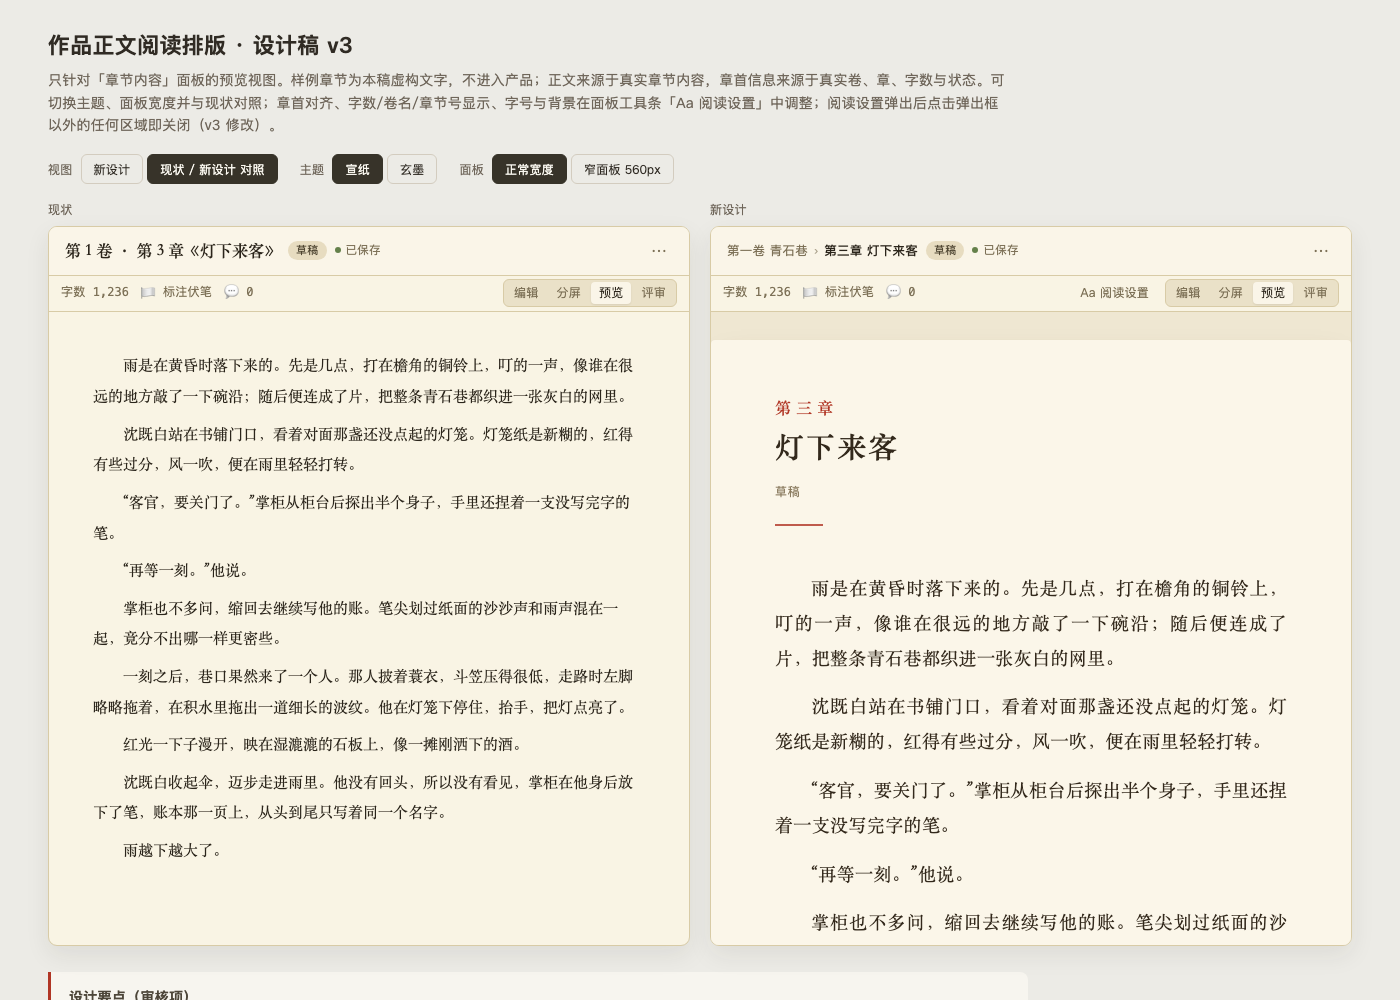 作品正文阅读排版 · 设计稿 v3
只针对「章节内容」面板的预览视图。样例章节为本稿虚构文字，不进入产品；正文来源于真实章节内容，章首信息来源于真实卷、章、字数与状态。可
切换主题、面板宽度并与现状对照；章首对齐、字数/卷名/章节号显示、字号与背景在面板工具条「Aa 阅读设置」中调整；阅读设置弹出后点击弹出框
以外的任何区域即关闭（v3 修改）。
视图 新设计 现状 / 新设计 对照 主题 宣纸 玄墨 面板 正常宽度 窄面板 560px
现状
第 1 卷 · 第 3 章《灯下来客》 草稿 已保存 ···
字数 1,236 标注伏笔 0 编辑 分屏 预览 评审
雨是在黄昏时落下来的。先是几点，打在檐角的铜铃上，叮的一声，像谁在很
远的地方敲了一下碗沿；随后便连成了片，把整条青石巷都织进一张灰白的网里。
沈既白站在书铺门口，看着对面那盏还没点起的灯笼。灯笼纸是新糊的，红得
有些过分，风一吹，便在雨里轻轻打转。
“客官，要关门了。”掌柜从柜台后探出半个身子，手里还捏着一支没写完字的
笔。
“再等一刻。”他说。
掌柜也不多问，缩回去继续写他的账。笔尖划过纸面的沙沙声和雨声混在一
起，竟分不出哪一样更密些。
一刻之后，巷口果然来了一个人。那人披着蓑衣，斗笠压得很低，走路时左脚
略略拖着，在积水里拖出一道细长的波纹。他在灯笼下停住，抬手，把灯点亮了。
红光一下子漫开，映在湿漉漉的石板上，像一摊刚洒下的酒。
沈既白收起伞，迈步走进雨里。他没有回头，所以没有看见，掌柜在他身后放
下了笔，账本那一页上，从头到尾只写着同一个名字。
雨越下越大了。
新设计
第一卷 青石巷 › 第三章 灯下来客 草稿 已保存 ···
字数 1,236 标注伏笔 0 Aa 阅读设置 编辑 分屏 预览 评审
第三章
灯下来客
草稿
雨是在黄昏时落下来的。先是几点，打在檐角的铜铃上，
叮的一声，像谁在很远的地方敲了一下碗沿；随后便连成了
片，把整条青石巷都织进一张灰白的网里。
沈既白站在书铺门口，看着对面那盏还没点起的灯笼。灯
笼纸是新糊的，红得有些过分，风一吹，便在雨里轻轻打转。
“客官，要关门了。”掌柜从柜台后探出半个身子，手里还捏
着一支没写完字的笔。
“再等一刻。”他说。
掌柜也不多问，缩回去继续写他的账。笔尖划过纸面的沙
设计要点（审核项）